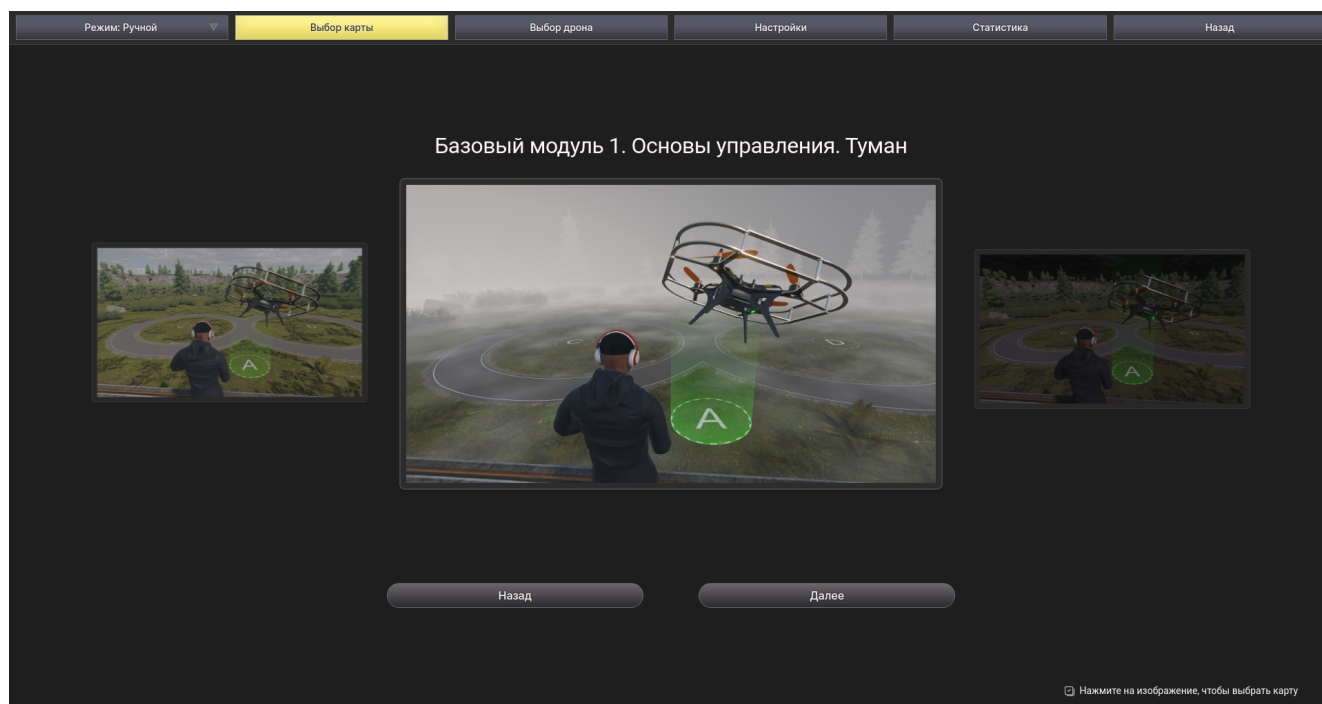 Режим: Ручной
Выбор карты
Выбор дрона
Настройки
Статистика
Назад
Базовый модуль 1. Основы управления. Туман
A
C
D
A
A
Назад
Далее
Нажмите на изображение, чтобы выбрать карту